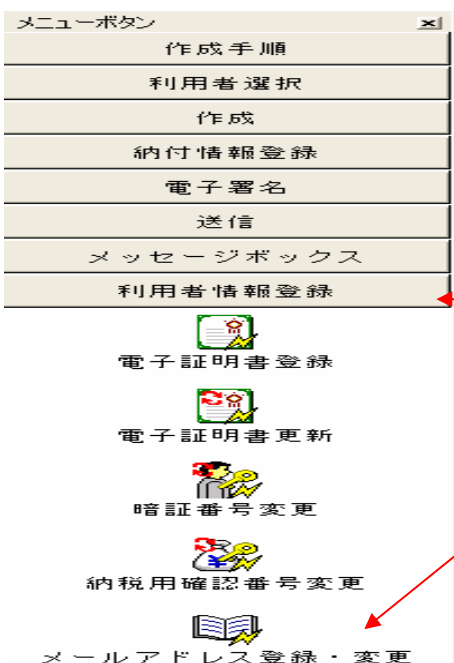 メニューボタン
作成手順
利用者選択
作成
納付情報登録
電子署名
送信
メッセージボックス
利用者情報登録
電子証明書登録
電子証明書更新
暗証番号変更
納税用確認番号変更
メールアドレス登録・変更